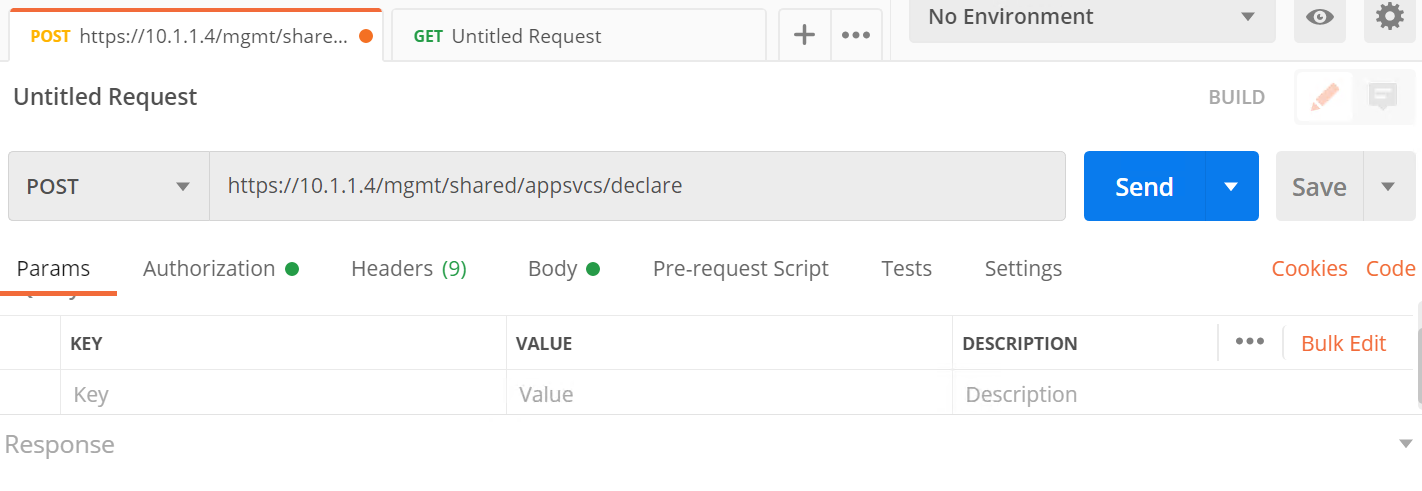 POST https://10.1.1.4/mgmt/share... GET Untitled Request No Environment
Untitled Request BUILD
POST https://10.1.1.4/mgmt/shared/appsvcs/declare Send Save
Params Authorization Headers (9) Body Pre-request Script Tests Settings Cookies Code
KEY VALUE DESCRIPTION Bulk Edit
Key Value Description
Response